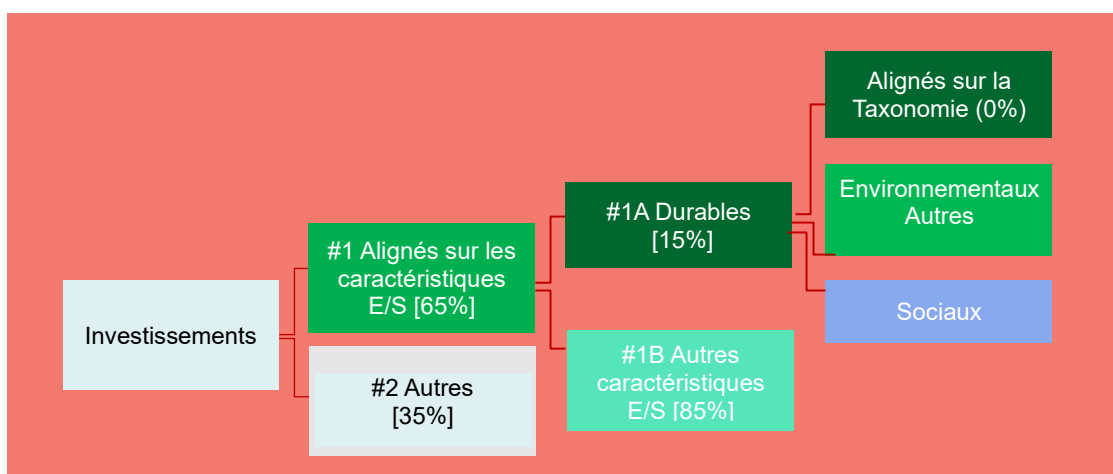 Investissements
#1 Alignés sur les
caractéristiques
E/S [65%]
#2 Autres
[35%]
#1A Durables
[15%]
#1B Autres
caractéristiques
E/S [85%]
Alignés sur la
Taxonomie (0%)
Environnementaux
Autres
Sociaux